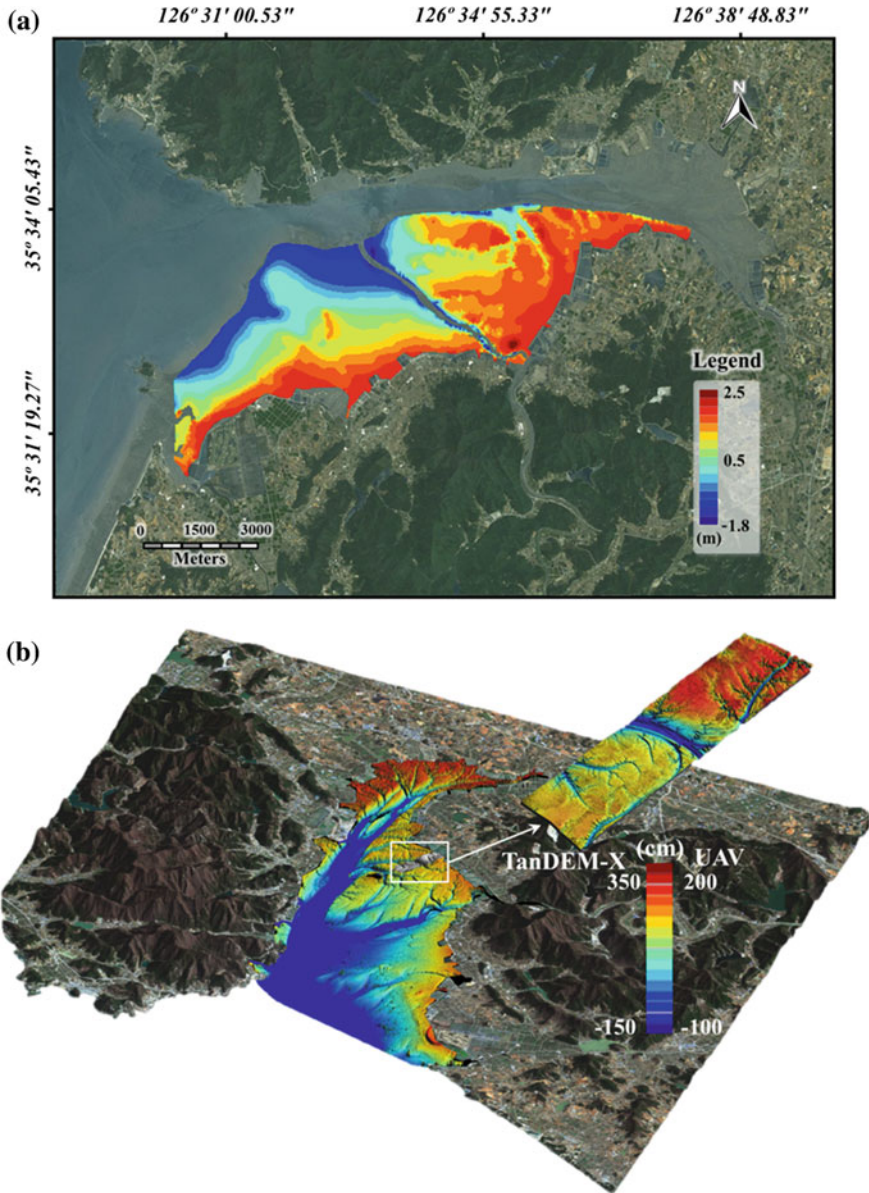 (a)
126° 31' 00.53" 126° 34' 55.33" 126° 38' 48.83"
N
35° 34' 05.43"
35° 31' 19.27"
Legend
2.5
0.5
-1.8
(m)
0 1500 3000
Meters
(b)
TanDEM-X (cm) UAV
350 200
-150 -100